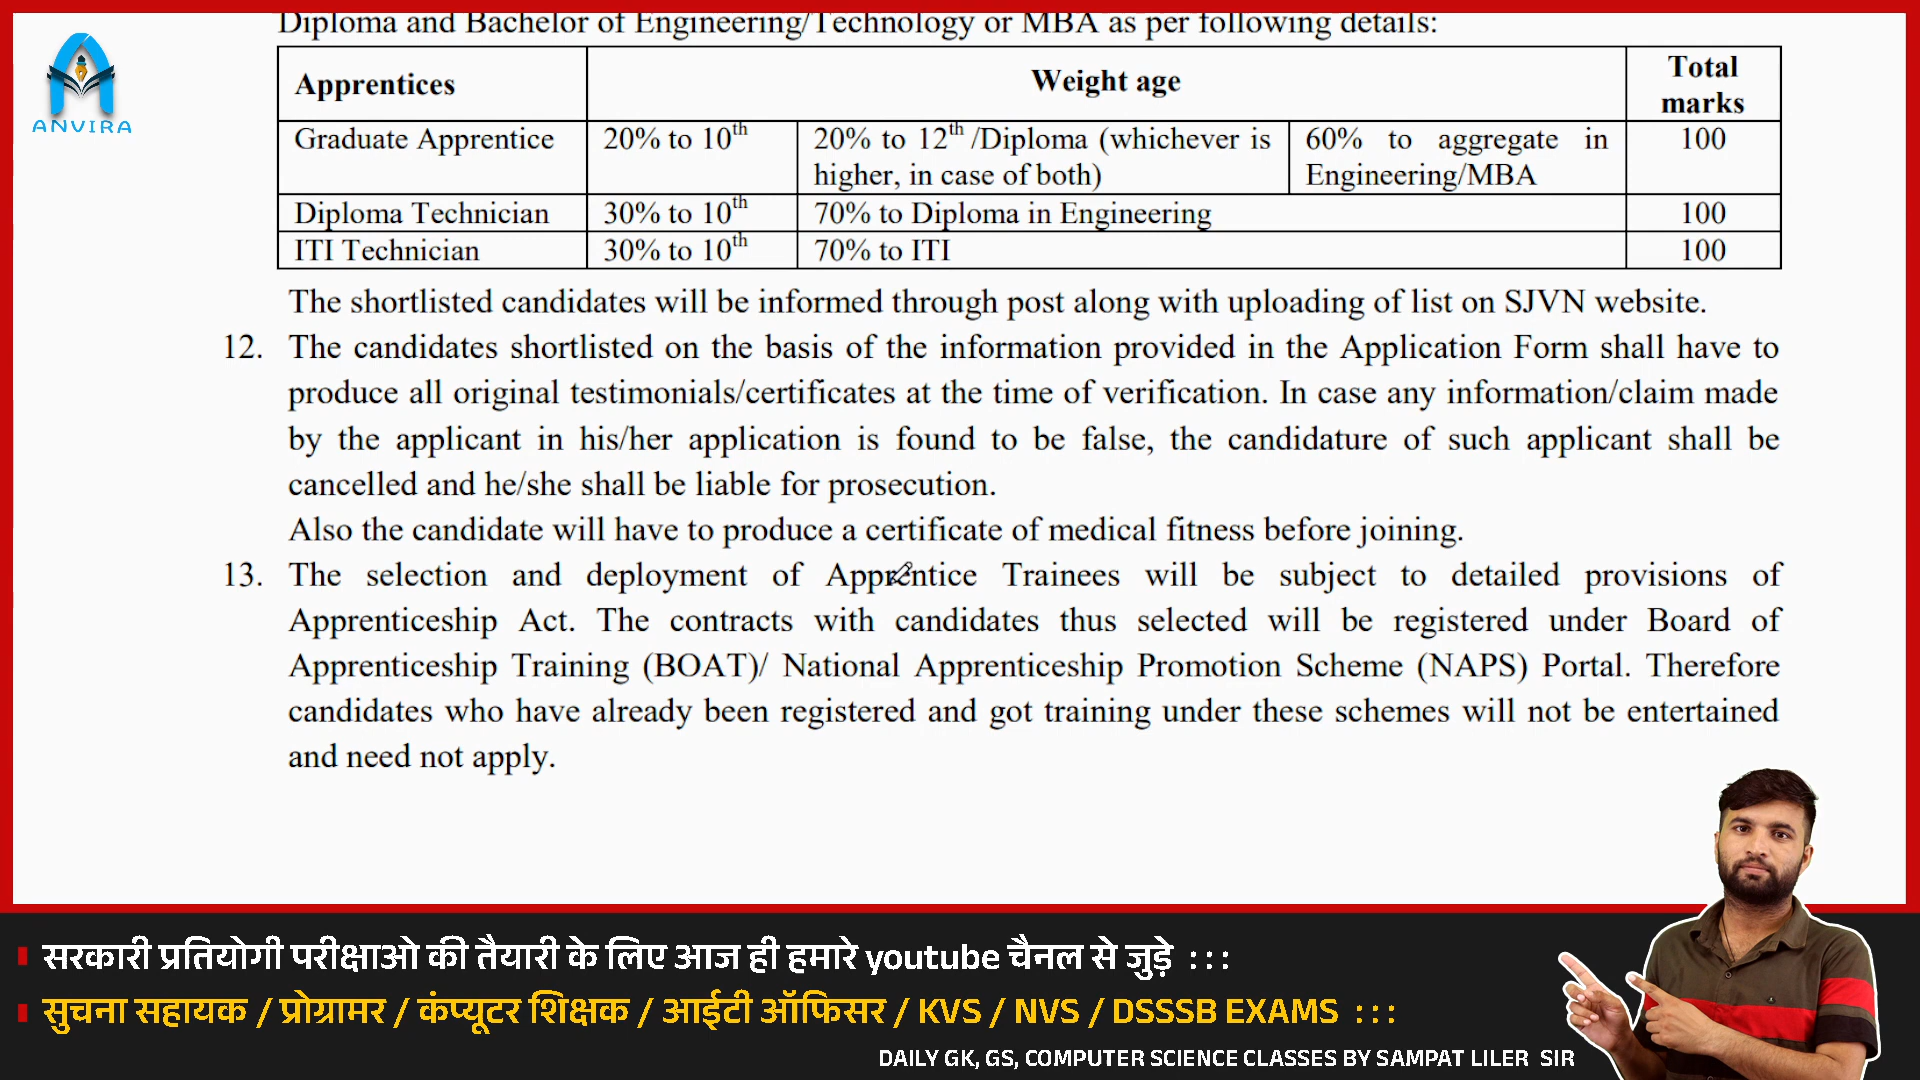 Diploma and Bachelor of Engineering/Technology or MBA as per following details:
ANVIRA
Apprentices Weight age Total marks
Graduate Apprentice 20% to 10th 20% to 12th /Diploma (whichever is higher, in case of both) 60% to aggregate in Engineering/MBA 100
Diploma Technician 30% to 10th 70% to Diploma in Engineering 100
ITI Technician 30% to 10th 70% to ITI 100
The shortlisted candidates will be informed through post along with uploading of list on SJVN website.
12. The candidates shortlisted on the basis of the information provided in the Application Form shall have to
produce all original testimonials/certificates at the time of verification. In case any information/claim made
by the applicant in his/her application is found to be false, the candidature of such applicant shall be
cancelled and he/she shall be liable for prosecution.
Also the candidate will have to produce a certificate of medical fitness before joining.
13. The selection and deployment of Apprentice Trainees will be subject to detailed provisions of
Apprenticeship Act. The contracts with candidates thus selected will be registered under Board of
Apprenticeship Training (BOAT)/ National Apprenticeship Promotion Scheme (NAPS) Portal. Therefore
candidates who have already been registered and got training under these schemes will not be entertained
and need not apply.
सरकारी प्रतियोगी परीक्षाओ की तैयारी के लिए आज ही हमारे youtube चैनल से जुड़े :::
सुचना सहायक / प्रोग्रामर / कंप्यूटर शिक्षक / आईटी ऑफिसर / KVS / NVS / DSSSB EXAMS :::
DAILY GK, GS, COMPUTER SCIENCE CLASSES BY SAMPAT LILER SIR